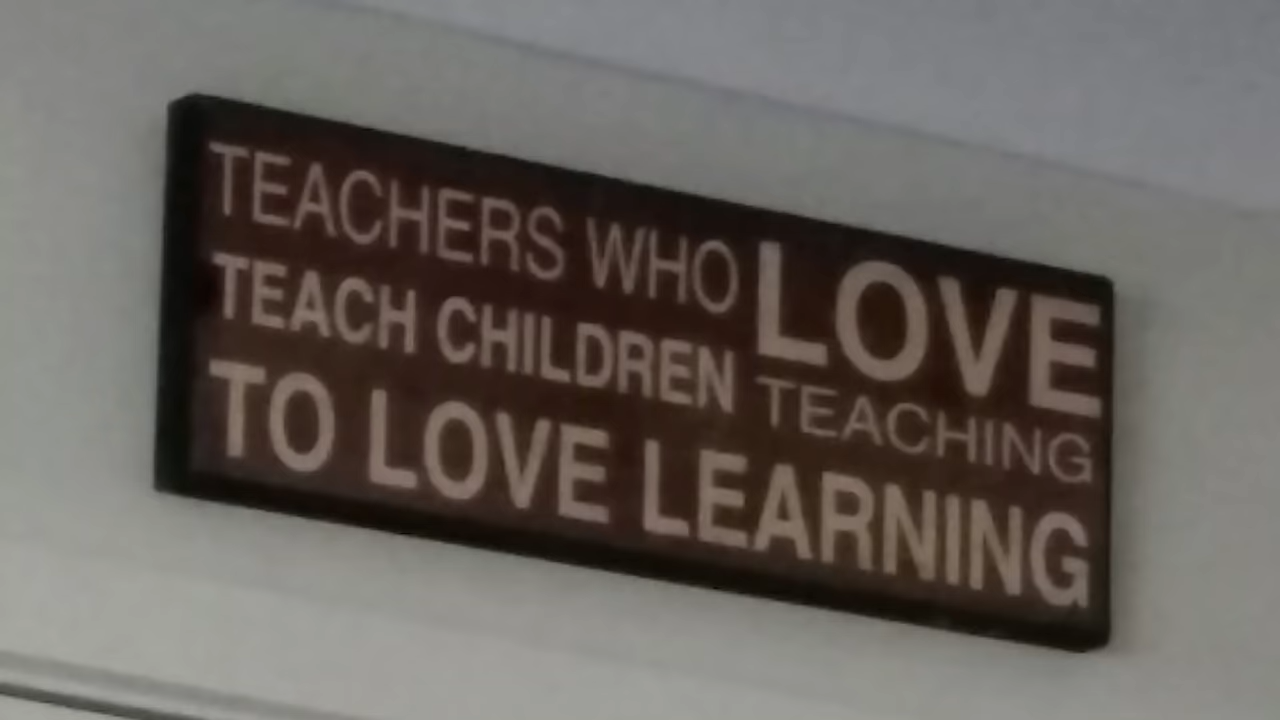 TEACHERS WHO LOVE
TEACHING
TEACH CHILDREN
TO LOVE LEARNING